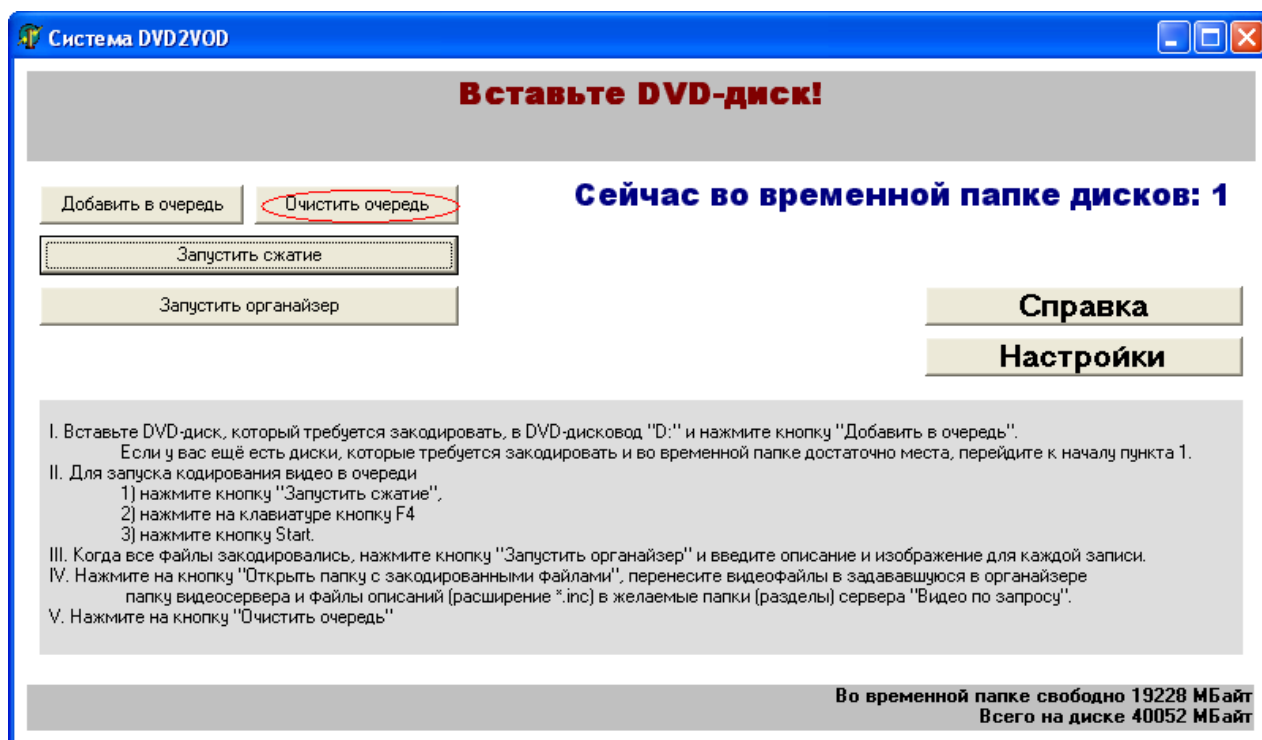 Система DVD2VOD
Вставьте DVD-диск!
Добавить в очередь
Очистить очередь
Сейчас во временной папке дисков: 1
Запустить сжатие
Запустить органайзер
Справка
Настройки
I. Вставьте DVD-диск, который требуется закодировать, в DVD-дисковод "D:" и нажмите кнопку "Добавить в очередь".
Если у вас ещё есть диски, которые требуется закодировать и во временной папке достаточно места, перейдите к началу пункта 1.
II. Для запуска кодирования видео в очереди
1) нажмите кнопку "Запустить сжатие",
2) нажмите на клавиатуре кнопку F4
3) нажмите кнопку Start.
III. Когда все файлы закодировались, нажмите кнопку "Запустить органайзер" и введите описание и изображение для каждой записи.
IV. Нажмите на кнопку "Открыть папку с закодированными файлами", перенесите видеофайлы в задававшуюся в органайзере
папку видеосервера и файлы описаний (расширение *.inc) в желаемые папки (разделы) сервера "Видео по запросу".
V. Нажмите на кнопку "Очистить очередь"
Во временной папке свободно 19228 МБайт
Всего на диске 40052 МБайт